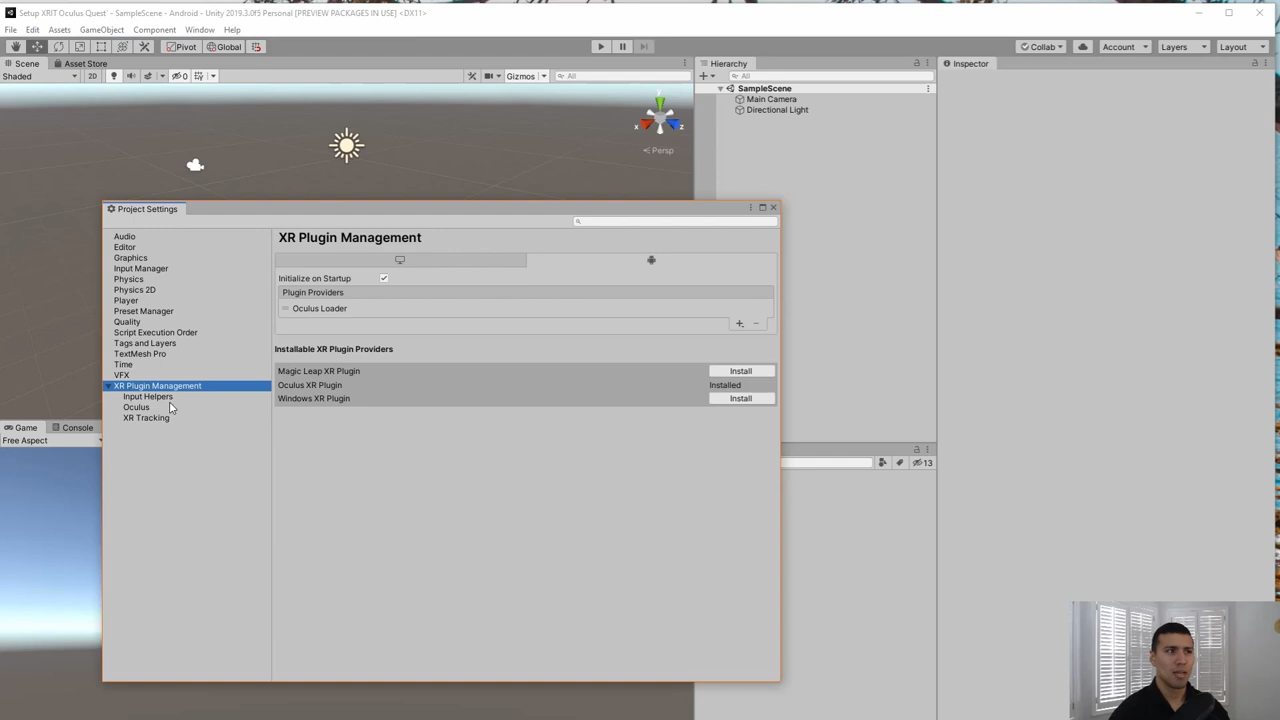 Setup XRIT Oculus Quest` - SampleScene - Android - Unity 2019.3.0f5 Personal [PREVIEW PACKAGES IN USE] <DX11>
File Edit Assets GameObject Component Window Help
Pivot Global Collab Account Layers Layout
Scene Asset Store Hierarchy Inspector
Shaded 2D 0 Gizmos All All
SampleScene
Main Camera
Directional Light
y
x z
Persp
Project Settings
Audio
Editor
Graphics
Input Manager
Physics
Physics 2D
Player
Preset Manager
Quality
Script Execution Order
Tags and Layers
TextMesh Pro
Time
VFX
XR Plugin Management
Input Helpers
Oculus
XR Tracking
XR Plugin Management
Initialize on Startup
Plugin Providers
Oculus Loader
Installable XR Plugin Providers
Magic Leap XR Plugin Install
Oculus XR Plugin Installed
Windows XR Plugin Install
Game Console
Free Aspect
13